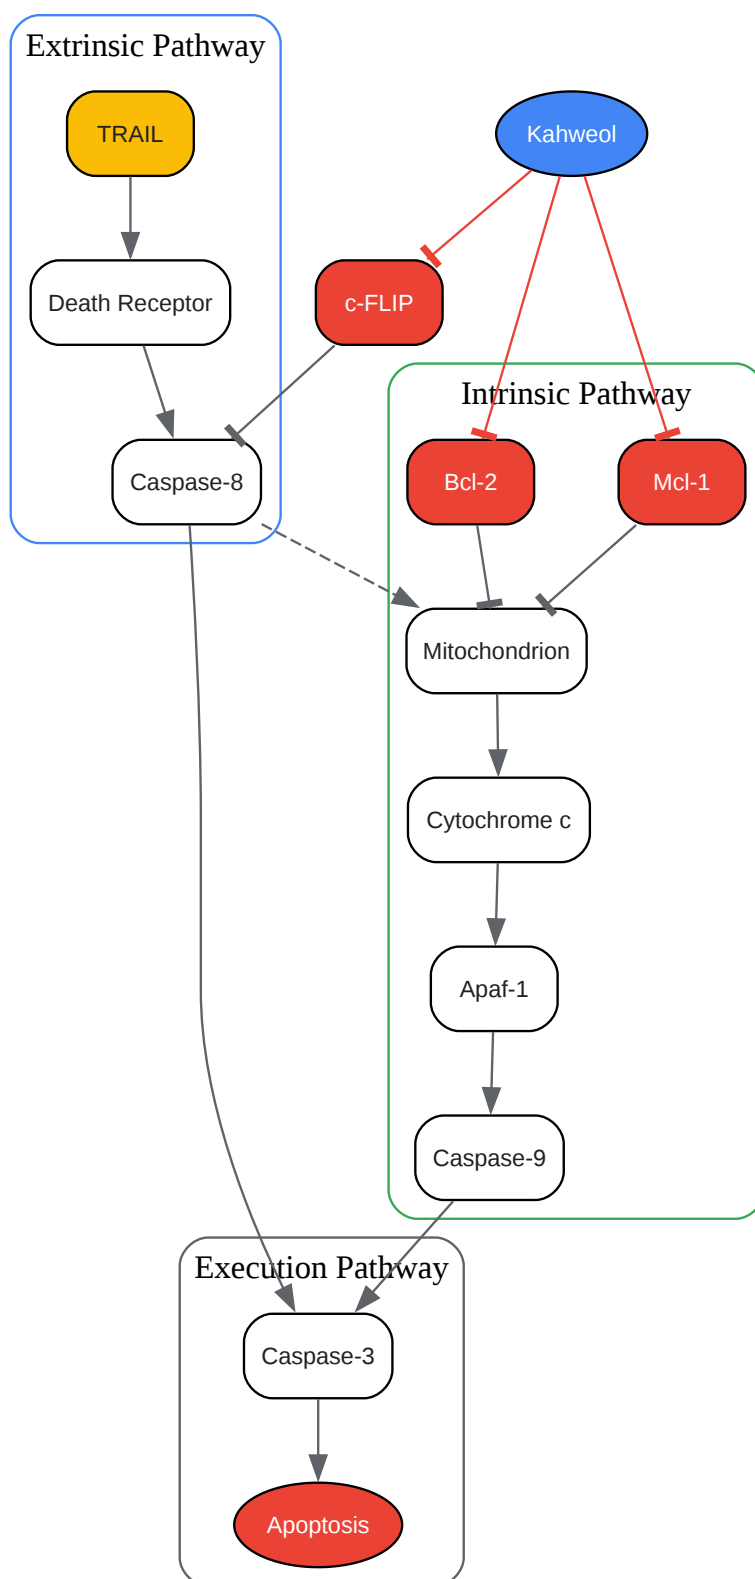 Extrinsic Pathway
TRAIL
Kahweol
Death Receptor
c-FLIP
Intrinsic Pathway
Caspase-8
Bcl-2
Mcl-1
Mitochondrion
Cytochrome c
Apaf-1
Caspase-9
Execution Pathway
Caspase-3
Apoptosis